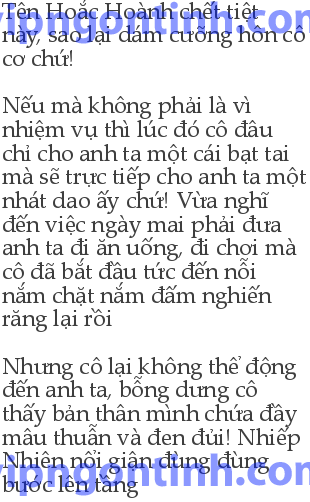 Tên Hoắc Hoành chết tiệt
này, sao lại dám cưỡng hôn cô
cơ chứ!
Nếu mà không phải là vì
nhiệm vụ thì lúc đó cô đâu
chỉ cho anh ta một cái bạt tai
mà sẽ trực tiếp cho anh ta một
nhát dao ấy chứ! Vừa nghĩ
đến việc ngày mai phải đưa
anh ta đi ăn uống, đi chơi mà
cô đã bắt đầu tức đến nỗi
nắm chặt nắm đấm nghiến
răng lại rồi
Nhưng cô lại không thể động
đến anh ta, bỗng dưng cô
thấy bản thân mình chứa đầy
mâu thuẫn và đen đủi! Nhiếp
Nhiên nổi giận đùng đùng
vipngontinh.com
bước lên tầng